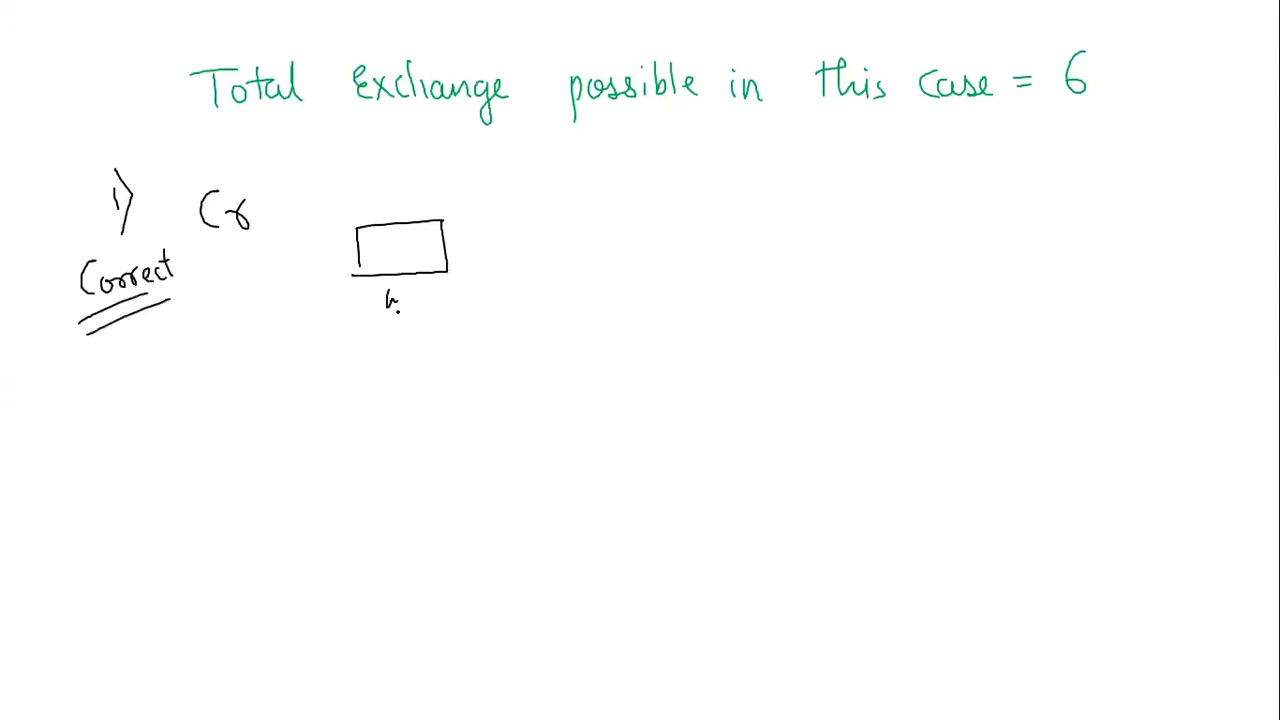 Total Exchange possible in this case = 6
1) Cr
Correct